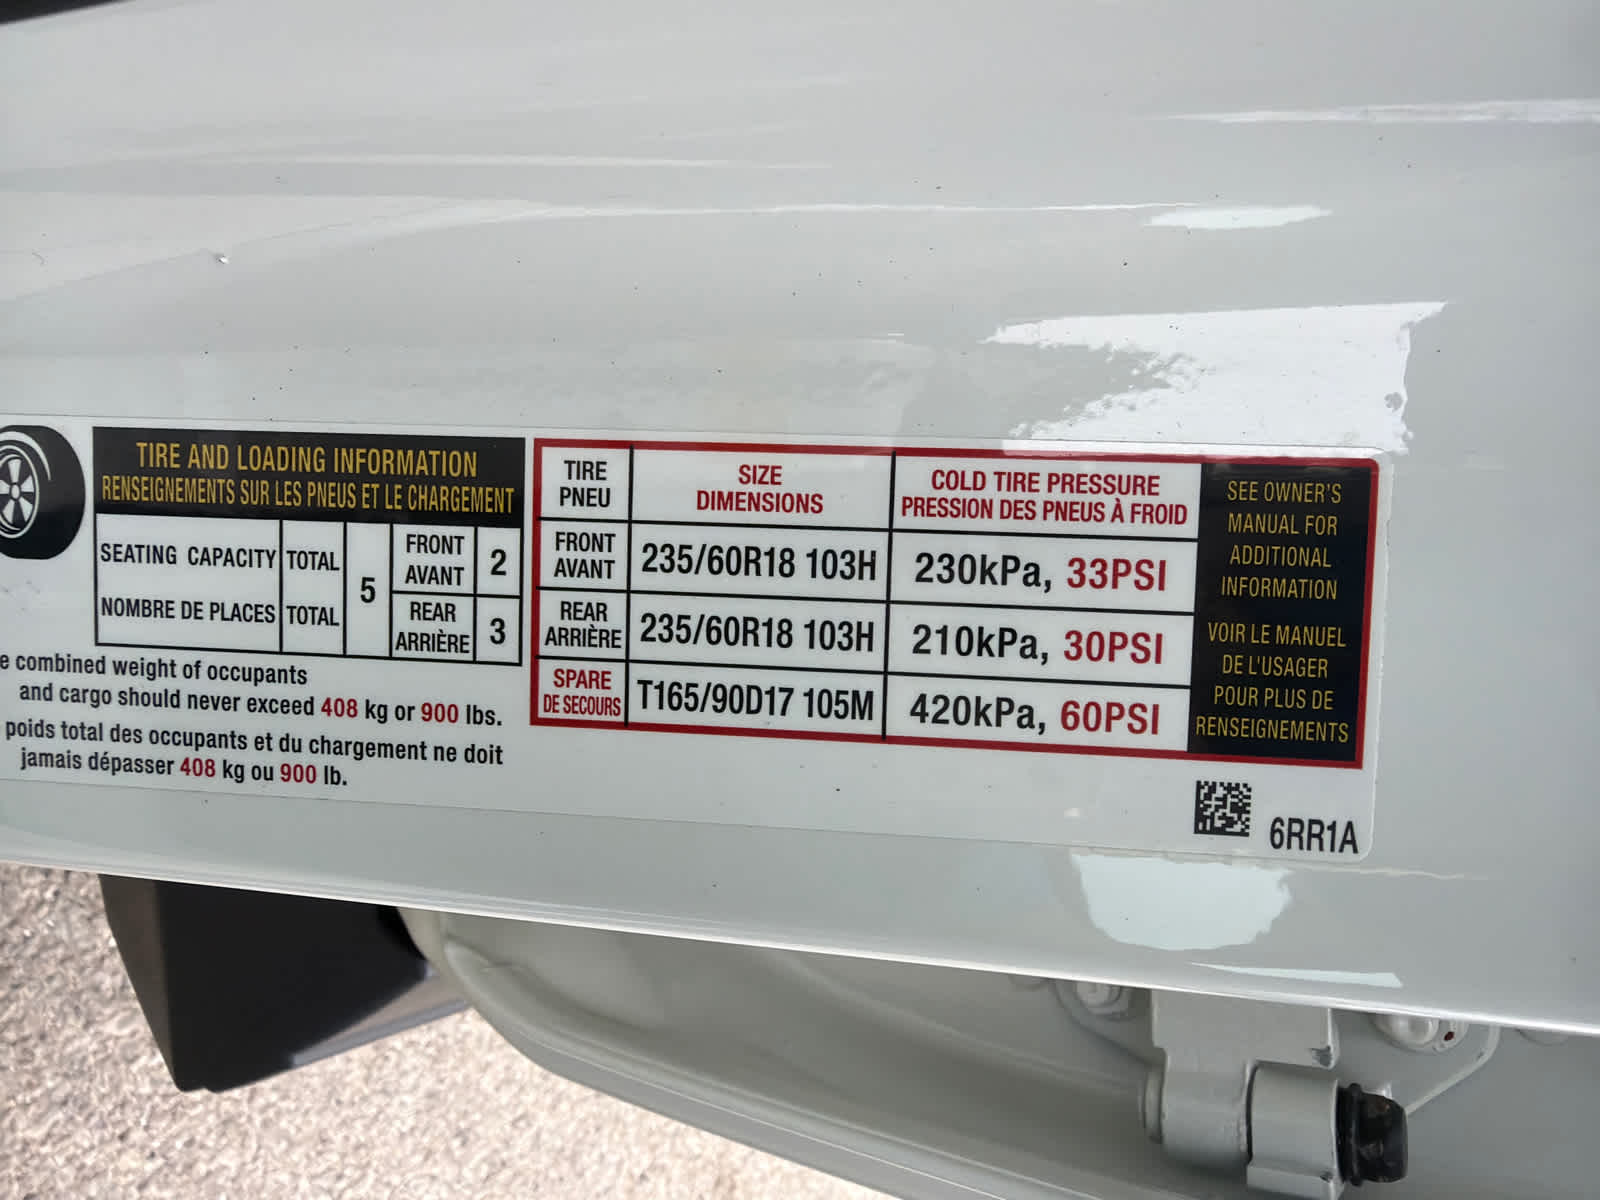 TIRE AND LOADING INFORMATION
RENSEIGNEMENTS SUR LES PNEUS ET LE CHARGEMENT
SEATING CAPACITY TOTAL
NOMBRE DE PLACES TOTAL
5
FRONT
AVANT
2
REAR
ARRIÈRE
3
combined weight of occupants
and cargo should never exceed 408 kg or 900 lbs.
poids total des occupants et du chargement ne doit
jamais dépasser 408 kg ou 900 lb.
TIRE
PNEU
SIZE
DIMENSIONS
COLD TIRE PRESSURE
PRESSION DES PNEUS À FROID
FRONT
AVANT
235/60R18 103H
230kPa, 33PSI
REAR
ARRIÈRE
235/60R18 103H
210kPa, 30PSI
SPARE
DE SECOURS
T165/90D17 105M
420kPa, 60PSI
SEE OWNER'S
MANUAL FOR
ADDITIONAL
INFORMATION
VOIR LE MANUEL
DE L'USAGER
POUR PLUS DE
RENSEIGNEMENTS
6RR1A